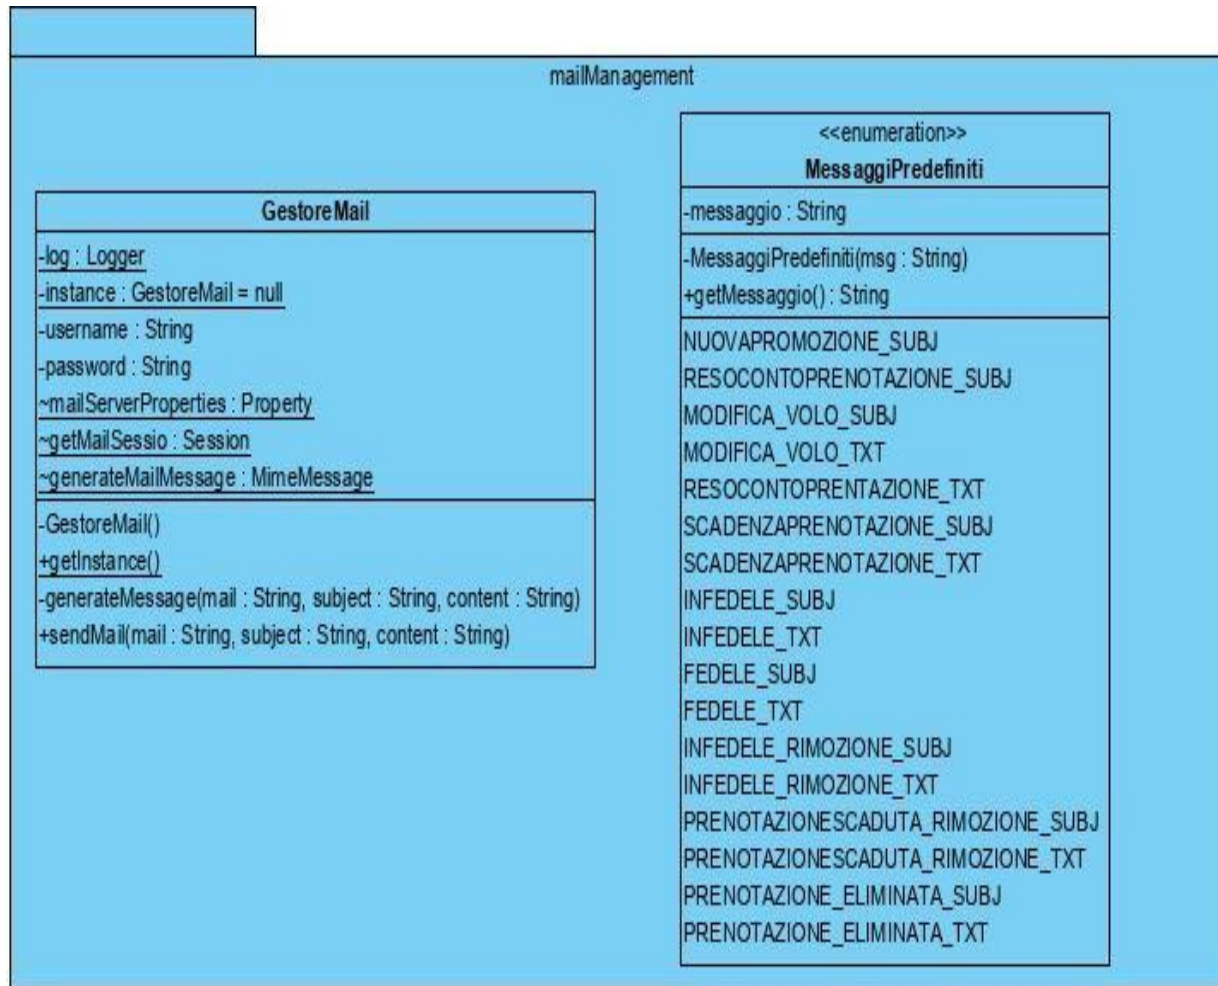 mailManagement
GestoreMail
-log : Logger
-instance : GestoreMail = null
-username : String
-password : String
~mailServerProperties : Property
~getMailSessio : Session
~generateMailMessage : MimeMessage
-GestoreMail()
+getInstance()
-generateMessage(mail : String, subject : String, content : String)
+sendMail(mail : String, subject : String, content : String)
<<enumeration>>
MessaggiPredefiniti
-messaggio : String
-MessaggiPredefiniti(msg : String)
+getMessaggio() : String
NUOVAPROMOZIONE_SUBJ
RESOCONTOPRENOTAZIONE_SUBJ
MODIFICA_VOLO_SUBJ
MODIFICA_VOLO_TXT
RESOCONTOPRENTAZIONE_TXT
SCADENZAPRENOTAZIONE_SUBJ
SCADENZAPRENOTAZIONE_TXT
INFEDELE_SUBJ
INFEDELE_TXT
FEDELE_SUBJ
FEDELE_TXT
INFEDELE_RIMOZIONE_SUBJ
INFEDELE_RIMOZIONE_TXT
PRENOTAZIONESCADUTA_RIMOZIONE_SUBJ
PRENOTAZIONESCADUTA_RIMOZIONE_TXT
PRENOTAZIONE_ELIMINATA_SUBJ
PRENOTAZIONE_ELIMINATA_TXT